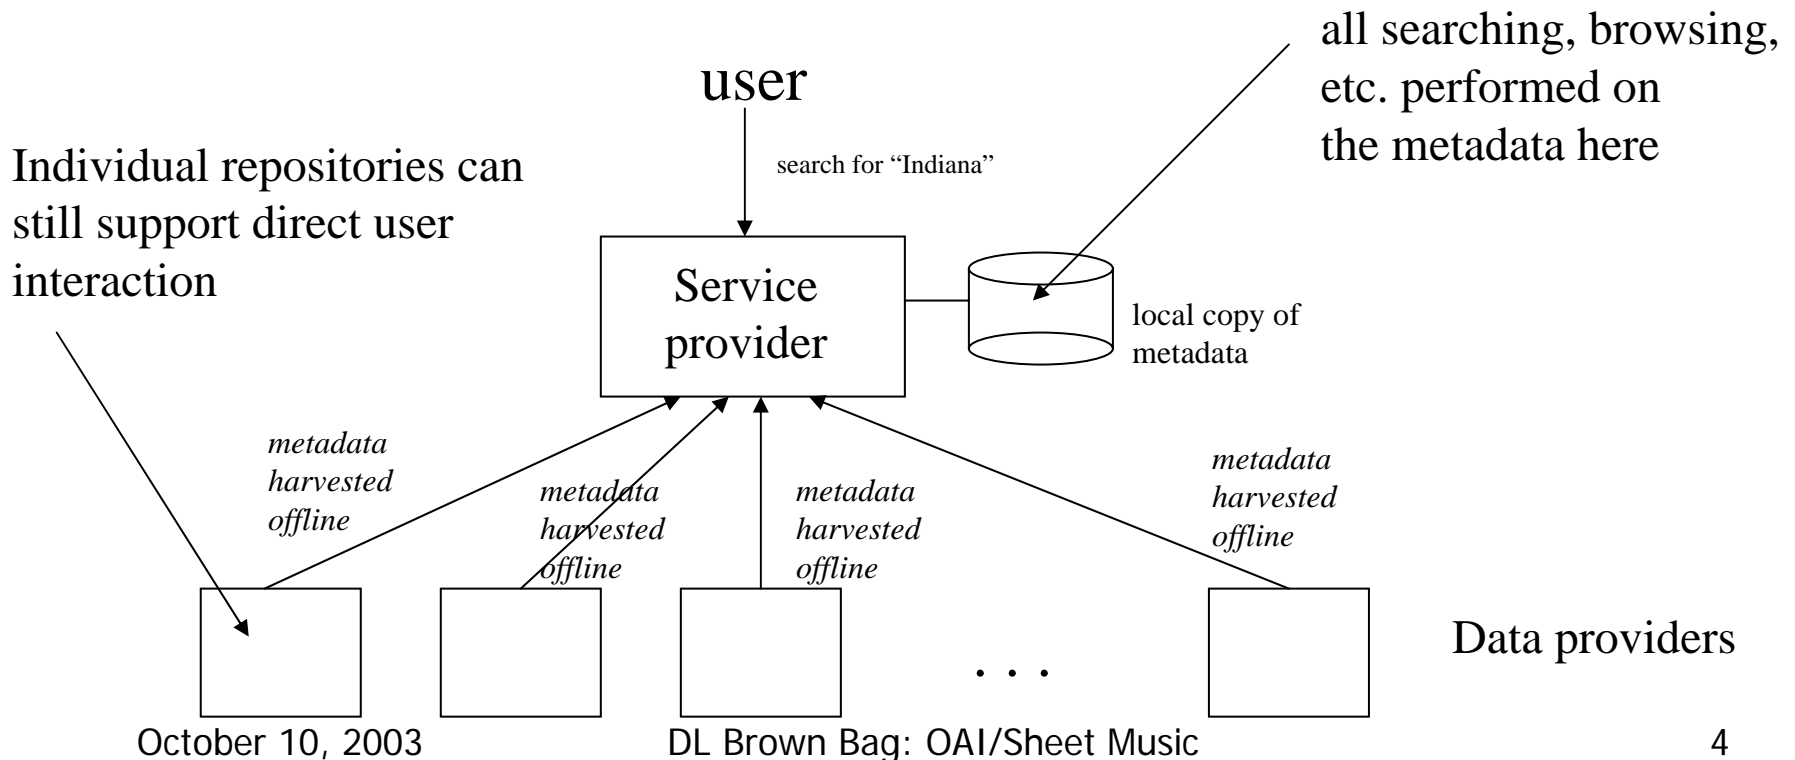 all searching, browsing,
etc. performed on
the metadata here
user
search for “Indiana”
Individual repositories can
still support direct user
interaction
Service
provider
local copy of
metadata
metadata
harvested
offline
metadata
harvested
offline
metadata
harvested
offline
metadata
harvested
offline
Data providers
. . .
October 10, 2003
DL Brown Bag: OAI/Sheet Music
4